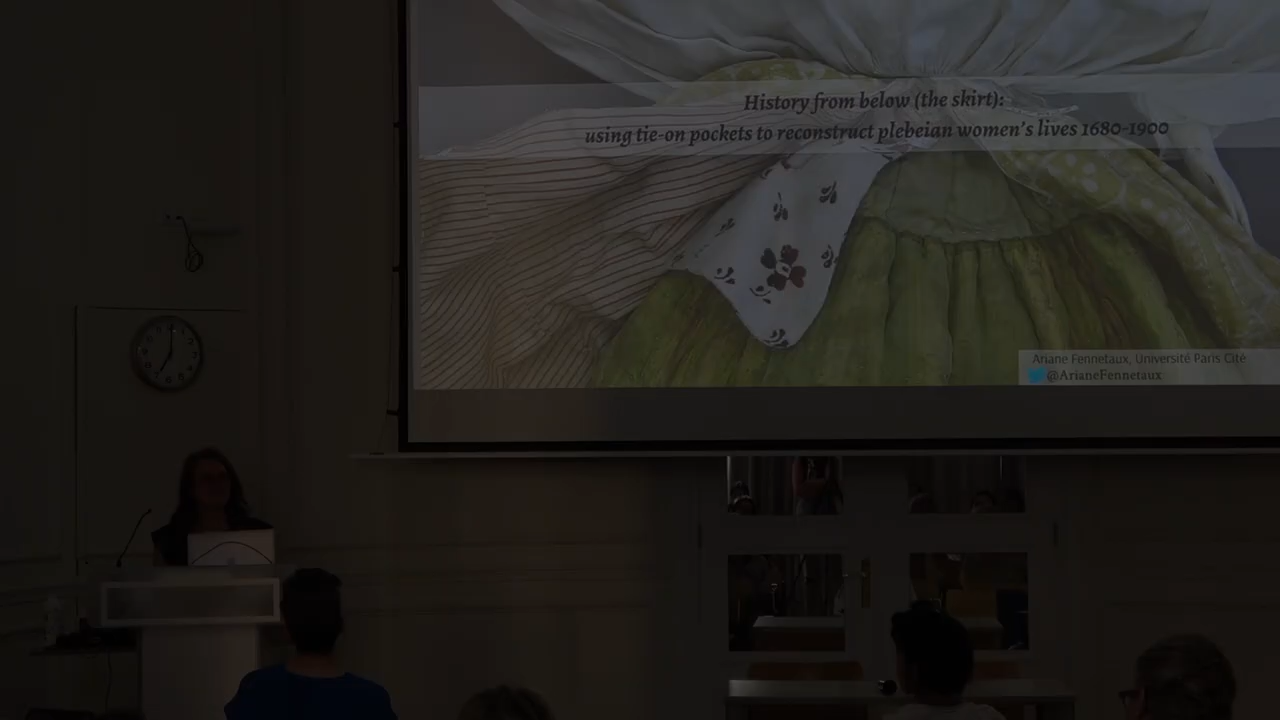 History from below (the skirt):
using tie-on pockets to reconstruct plebeian women's lives 1680-1900
Ariane Fennetaux, Université Paris Cité
@ArianeFennetaux